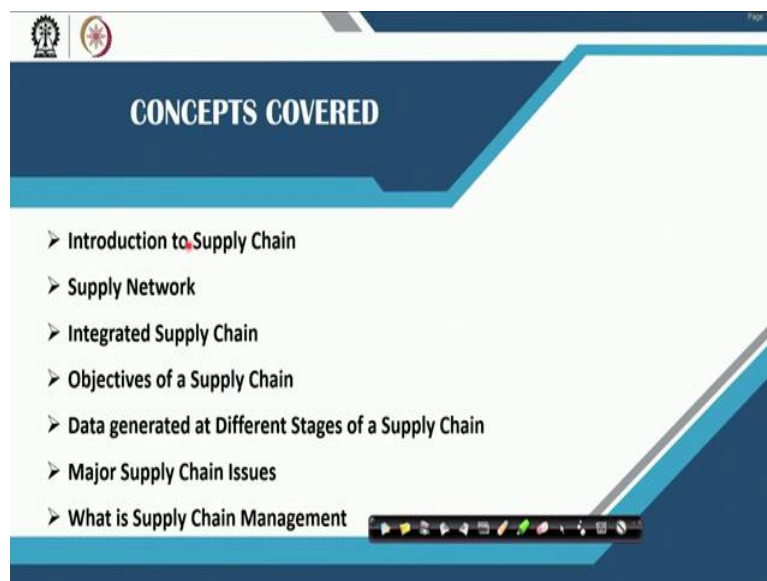 Page
CONCEPTS COVERED
Introduction to Supply Chain
Supply Network
Integrated Supply Chain
Objectives of a Supply Chain
Data generated at Different Stages of a Supply Chain
Major Supply Chain Issues
What is Supply Chain Management